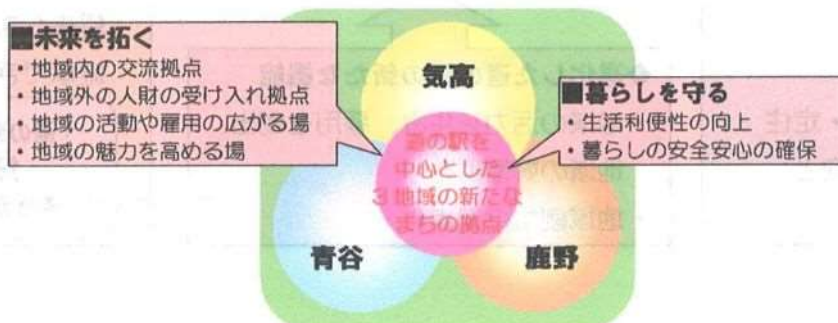 ■未来を拓く
・地域内の交流拠点
・地域外の人財の受け入れ拠点
・地域の活動や雇用の広がる場
・地域の魅力を高める場
気高
■暮らしを守る
・生活利便性の向上
・暮らしの安全安心の確保
道の駅を
中心とした
3地域の新たな
まちの拠点
青谷
鹿野